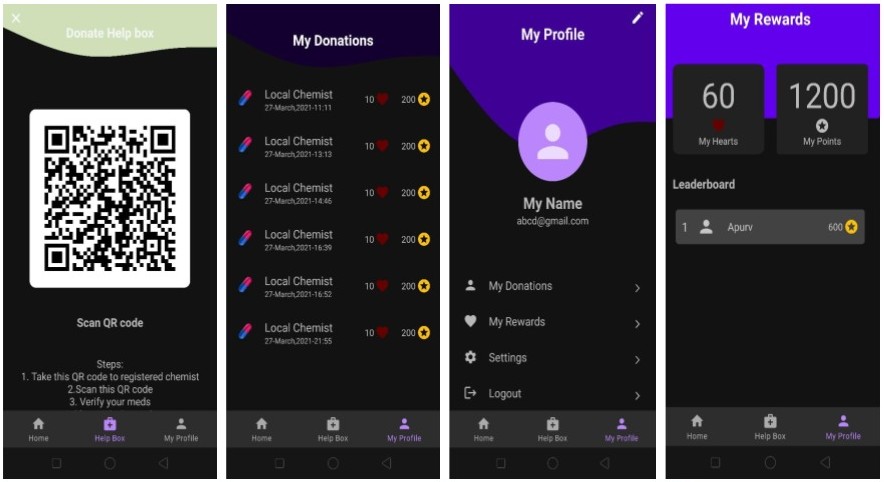 Donate Help box
Scan QR code
Steps:
1. Take this QR code to registered chemist
2.Scan this QR code
3. Verify your meds
Home
Help Box
My Profile
My Donations
Local Chemist
27-March,2021-11:11
10
200
Local Chemist
27-March,2021-13:13
10
200
Local Chemist
27-March,2021-14:46
10
200
Local Chemist
27-March,2021-16:39
10
200
Local Chemist
27-March,2021-16:52
10
200
Local Chemist
27-March,2021-21:55
10
200
Home
Help Box
My Profile
My Profile
My Name
abcd@gmail.com
My Donations
My Rewards
Settings
Logout
Home
Help Box
My Profile
My Rewards
60
My Hearts
1200
My Points
Leaderboard
1
Apurv
600
Home
Help Box
My Profile